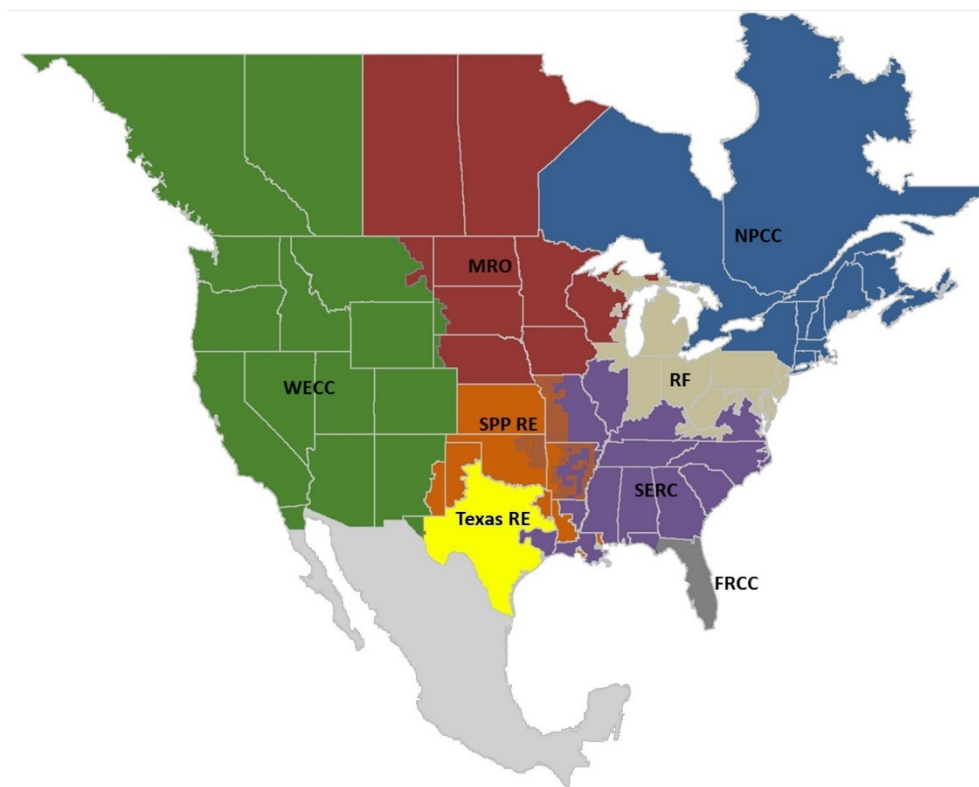 NPCC
MRO
RF
WECC
SPP RE
SERC
Texas RE
FRCC